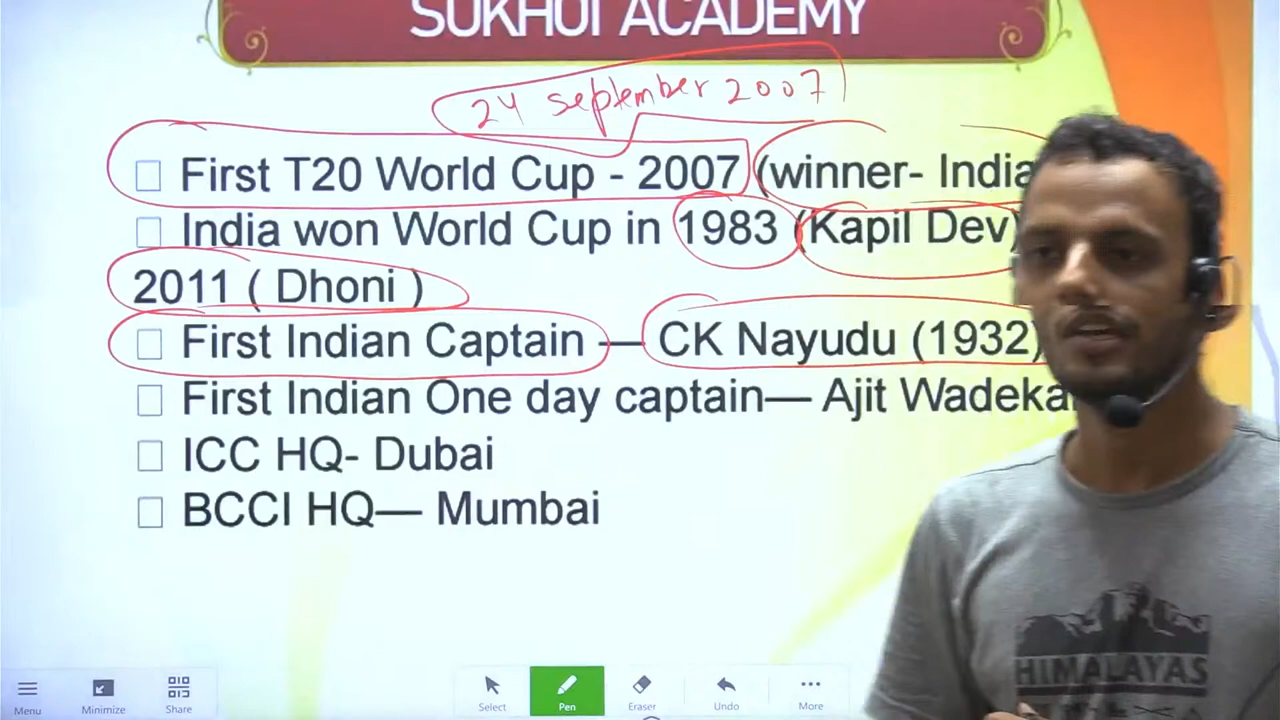 SUKHOI ACADEMY
24 September 2007
First T20 World Cup - 2007 (winner- India
India won World Cup in 1983 (Kapil Dev)
2011 ( Dhoni )
First Indian Captain — CK Nayudu (1932)
First Indian One day captain— Ajit Wadeka
ICC HQ- Dubai
BCCI HQ— Mumbai
HIMALAYAS
Menu Minimize Share Select Pen Eraser Undo More